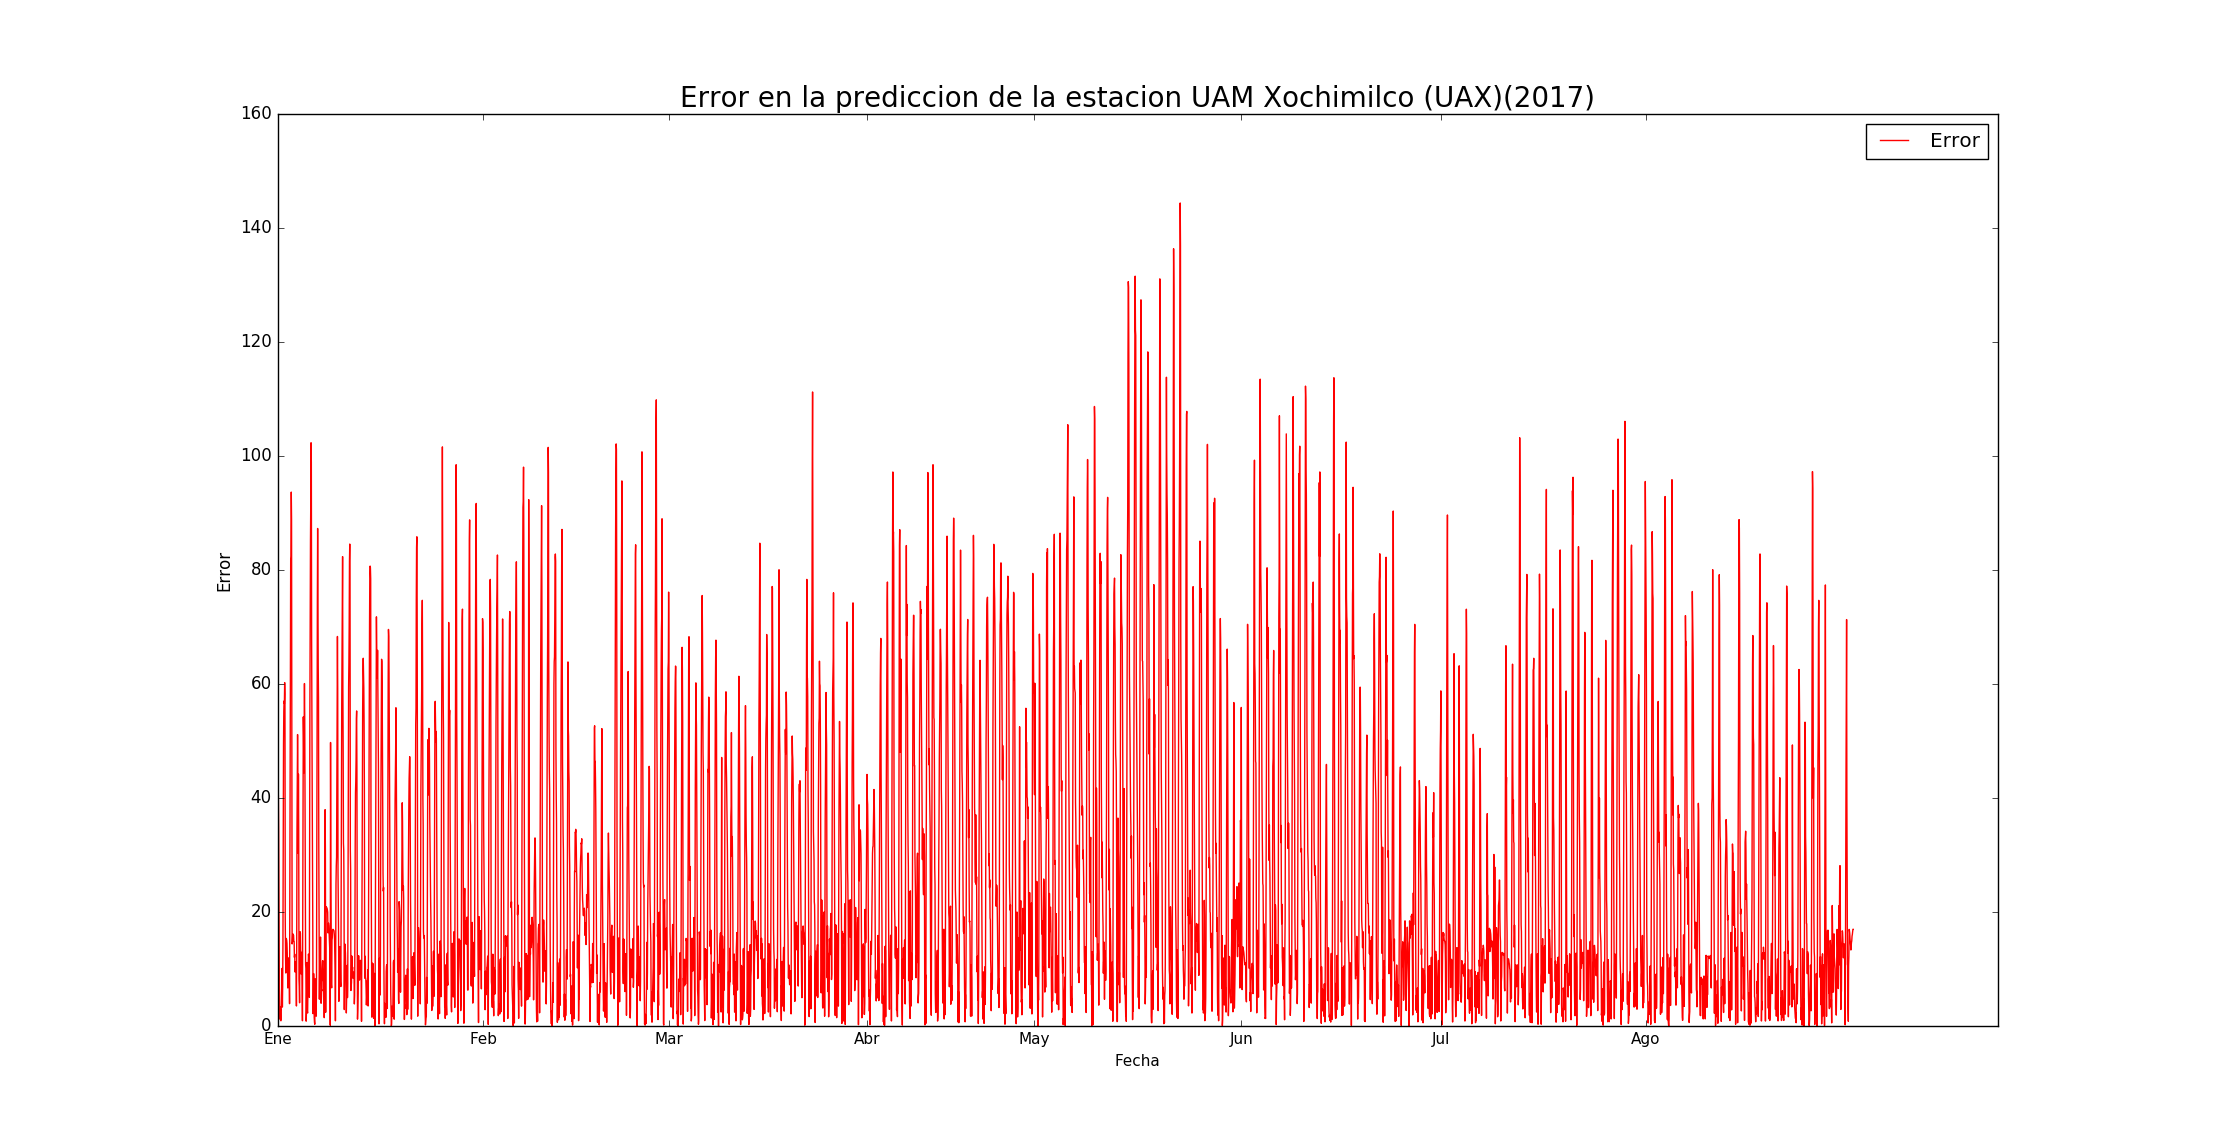 Error en la prediccion de la estacion UAM Xochimilco (UAX)(2017)
160
Error
140
120
100
80
60
40
20
0
Error
Ene Feb Mar Abr May Jun Jul Ago
Fecha